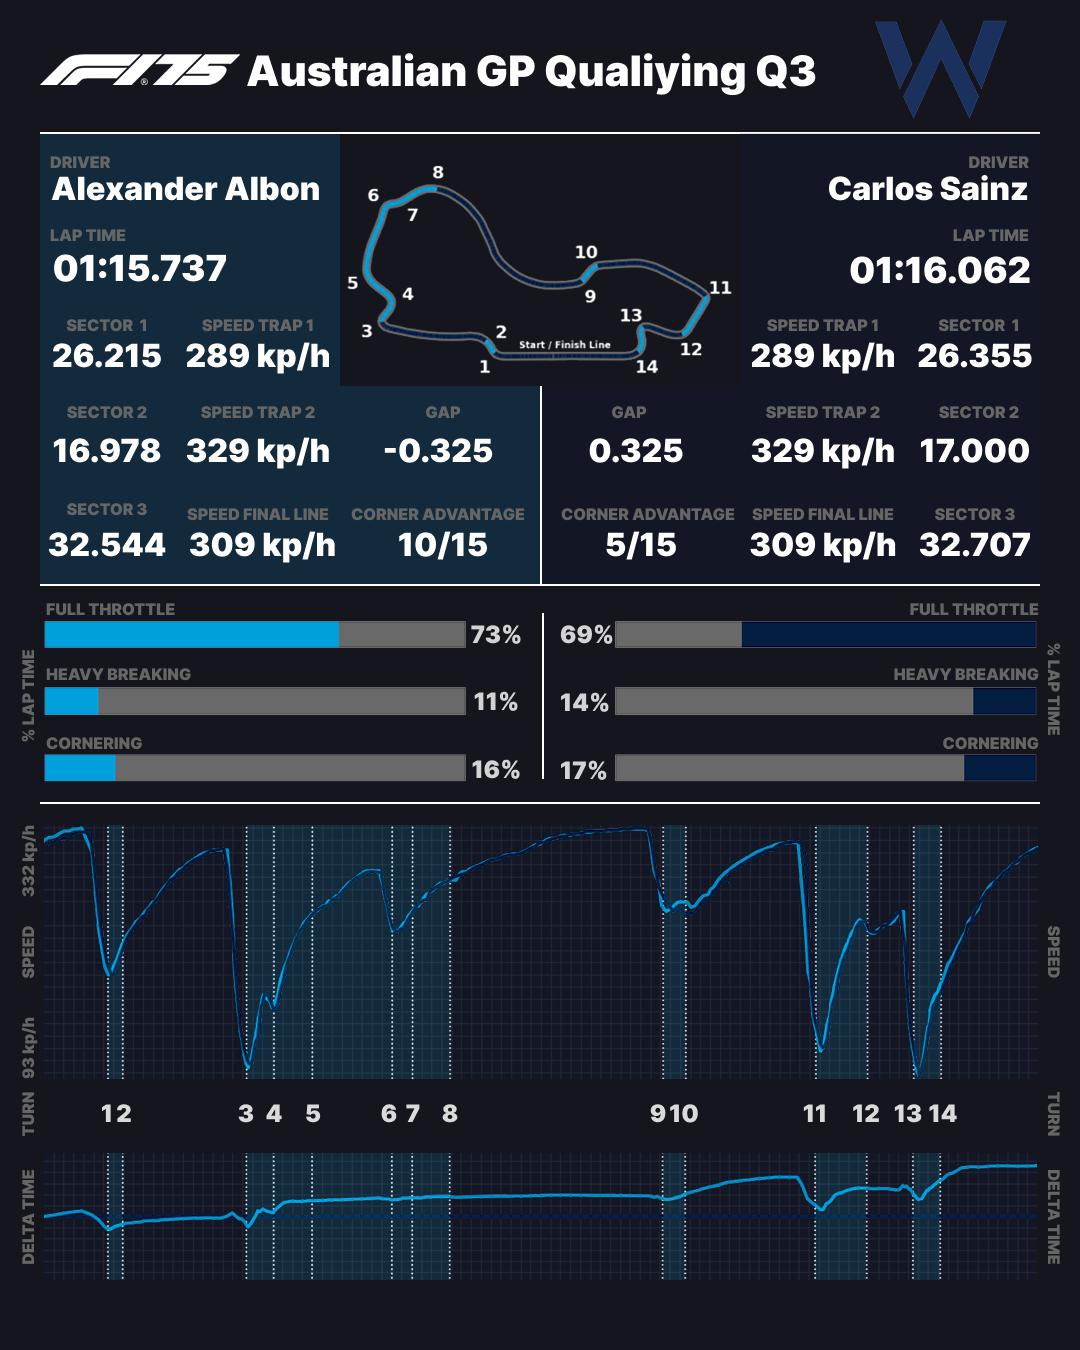 F1 75 Australian GP Qualiying Q3
DRIVER
Alexander Albon
LAP TIME
01:15.737
SECTOR 1 SPEED TRAP 1
26.215 289 kp/h
SECTOR 2 SPEED TRAP 2 GAP
16.978 329 kp/h -0.325
SECTOR 3 SPEED FINAL LINE CORNER ADVANTAGE
32.544 309 kp/h 10/15
8
6
7
5
4
3
2
1
Start / Finish Line
10
9
11
13
12
14
DRIVER
Carlos Sainz
LAP TIME
01:16.062
SPEED TRAP 1 SECTOR 1
289 kp/h 26.355
GAP SPEED TRAP 2 SECTOR 2
0.325 329 kp/h 17.000
CORNER ADVANTAGE SPEED FINAL LINE SECTOR 3
5/15 309 kp/h 32.707
% LAP TIME
FULL THROTTLE
73%
HEAVY BREAKING
11%
CORNERING
16%
FULL THROTTLE
69%
HEAVY BREAKING
14%
CORNERING
17%
% LAP TIME
332 kp/h
SPEED
93 kp/h
SPEED
TURN
1 2 3 4 5 6 7 8 9 10 11 12 13 14
TURN
DELTA TIME
DELTA TIME